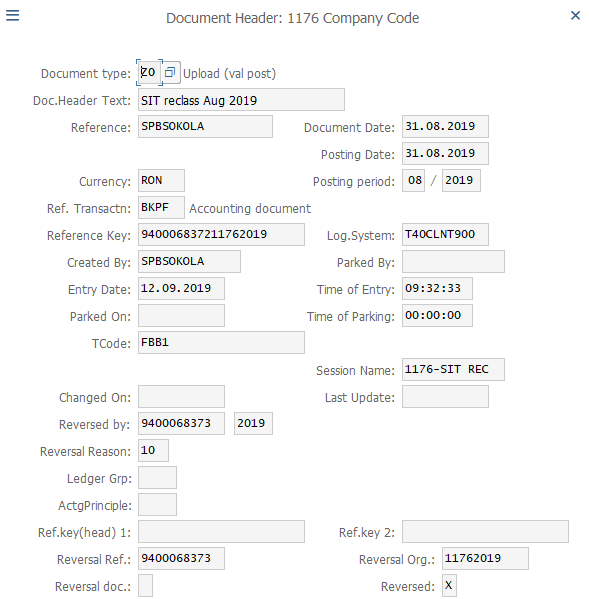 Document Header: 1176 Company Code
Document type: ZO Upload (val post)
Doc.Header Text: SIT reclass Aug 2019
Reference: SPBSOKOLA Document Date: 31.08.2019
Posting Date: 31.08.2019
Currency: RON Posting period: 08 / 2019
Ref. Transactn: BKPF Accounting document
Reference Key: 940006837211762019 Log.System: T40CLNT900
Created By: SPBSOKOLA Parked By:
Entry Date: 12.09.2019 Time of Entry: 09:32:33
Parked On: Time of Parking: 00:00:00
TCode: FBB1
Session Name: 1176-SIT REC
Changed On: Last Update:
Reversed by: 9400068373 2019
Reversal Reason: 10
Ledger Grp:
ActgPrinciple:
Ref.key(head) 1: Ref.key 2:
Reversal Ref.: 9400068373 Reversal Org.: 11762019
Reversal doc.: Reversed: X